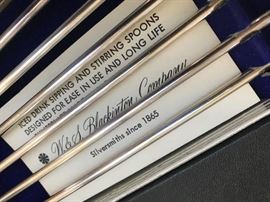 ICED DRINK SIPPING AND STIRRING SPOONS
DESIGNED FOR EASE IN USE AND LONG LIFE
W&S Blackinton Company
Silversmiths since 1865